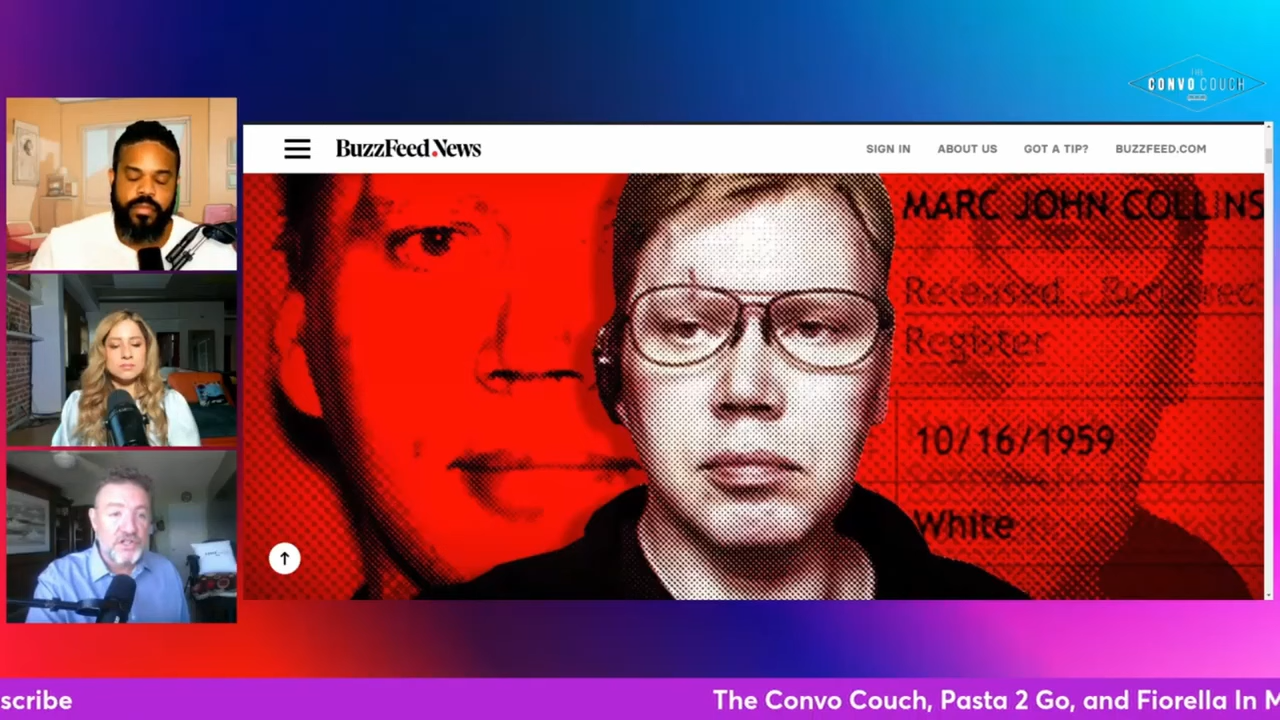 THE
CONVO COUCH
BuzzFeed.News
SIGN IN
ABOUT US
GOT A TIP?
BUZZFEED.COM
MARC JOHN COLLINS
Released
Register
10/16/1959
White
scribe
The Convo Couch, Pasta 2 Go, and Fiorella In M